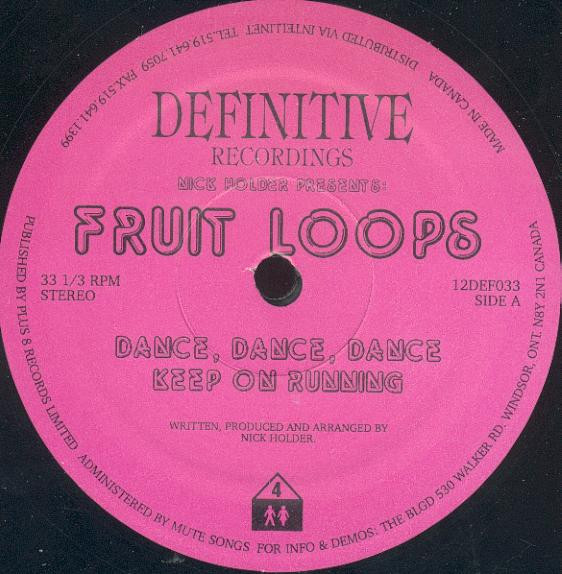 DEFINITIVE
RECORDINGS
NICK HOLDER PRESENTS:
FRUIT LOOPS
33 1/3 RPM
STEREO
12DEF033
SIDE A
DANCE, DANCE, DANCE
KEEP ON RUNNING
WRITTEN, PRODUCED AND ARRANGED BY
NICK HOLDER.
4
PUBLISHED BY PLUS 8 RECORDS LIMITED ADMINISTERED BY MUTE SONGS FOR INFO & DEMOS: THE BLGD 530 WALKER RD. WINDSOR, ONT. N8Y 2N1 CANADA
MADE IN CANADA DISTRIBUTED VIA INTELLINET TEL.519.641.7059 FAX.519.641.1399